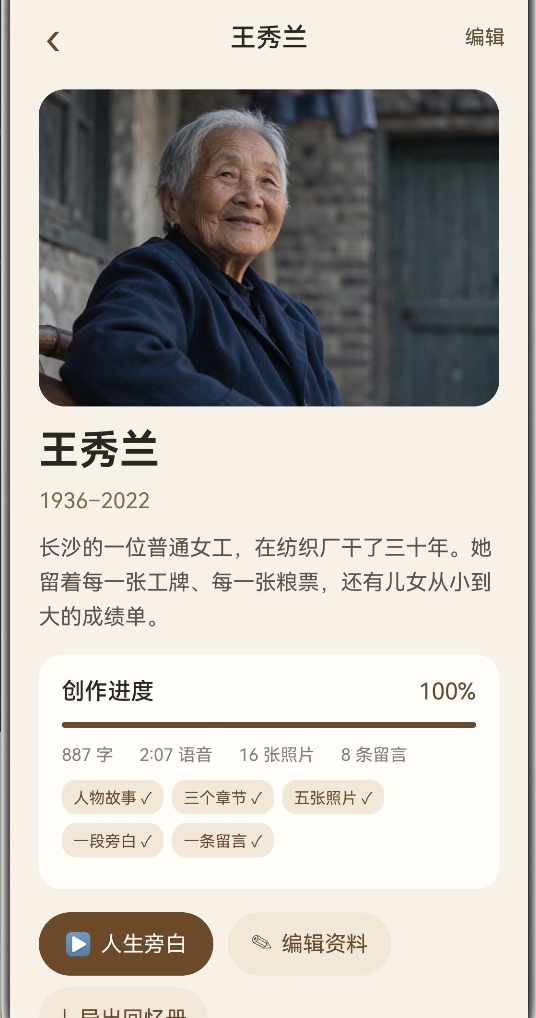 王秀兰
编辑
王秀兰
1936–2022
长沙的一位普通女工，在纺织厂干了三十年。她
留着每一张工牌、每一张粮票，还有儿女从小到
大的成绩单。
创作进度
100%
887 字 2:07 语音 16 张照片 8 条留言
人物故事 ✓ 三个章节 ✓ 五张照片 ✓
一段旁白 ✓ 一条留言 ✓
人生旁白
编辑资料
导出回忆册